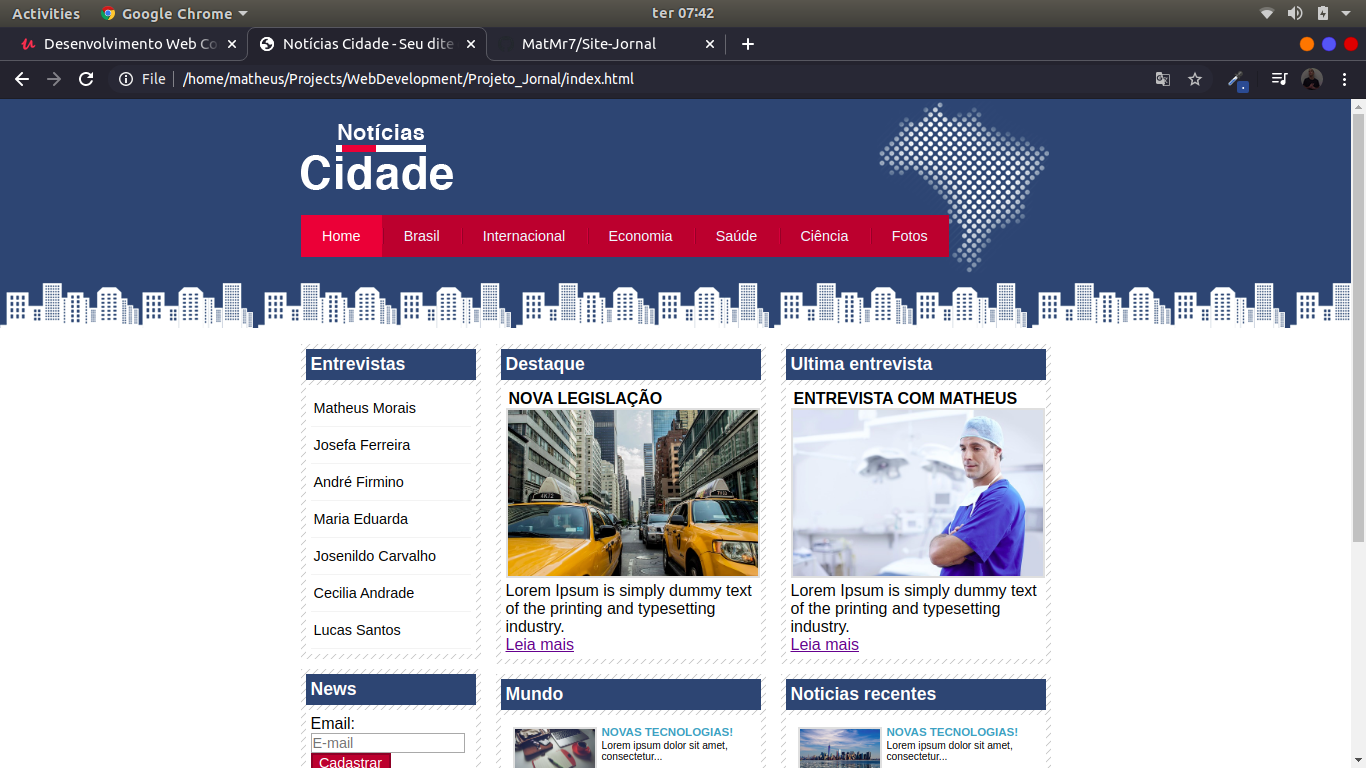 Activities
Google Chrome
ter 07:42
Desenvolvimento Web Co
Notícias Cidade - Seu dite
MatMr7/Site-Jornal
File
/home/matheus/Projects/WebDevelopment/Projeto_Jornal/index.html
Notícias
Cidade
Home
Brasil
Internacional
Economia
Saúde
Ciência
Fotos
Entrevistas
Matheus Morais
Josefa Ferreira
André Firmino
Maria Eduarda
Josenildo Carvalho
Cecilia Andrade
Lucas Santos
News
Email:
E-mail
Cadastrar
Destaque
NOVA LEGISLAÇÃO
Lorem Ipsum is simply dummy text
of the printing and typesetting
industry.
Leia mais
Ultima entrevista
ENTREVISTA COM MATHEUS
Lorem Ipsum is simply dummy text
of the printing and typesetting
industry.
Leia mais
Mundo
NOVAS TECNOLOGIAS!
Lorem ipsum dolor sit amet,
consectetur...
Noticias recentes
NOVAS TECNOLOGIAS!
Lorem ipsum dolor sit amet,
consectetur...